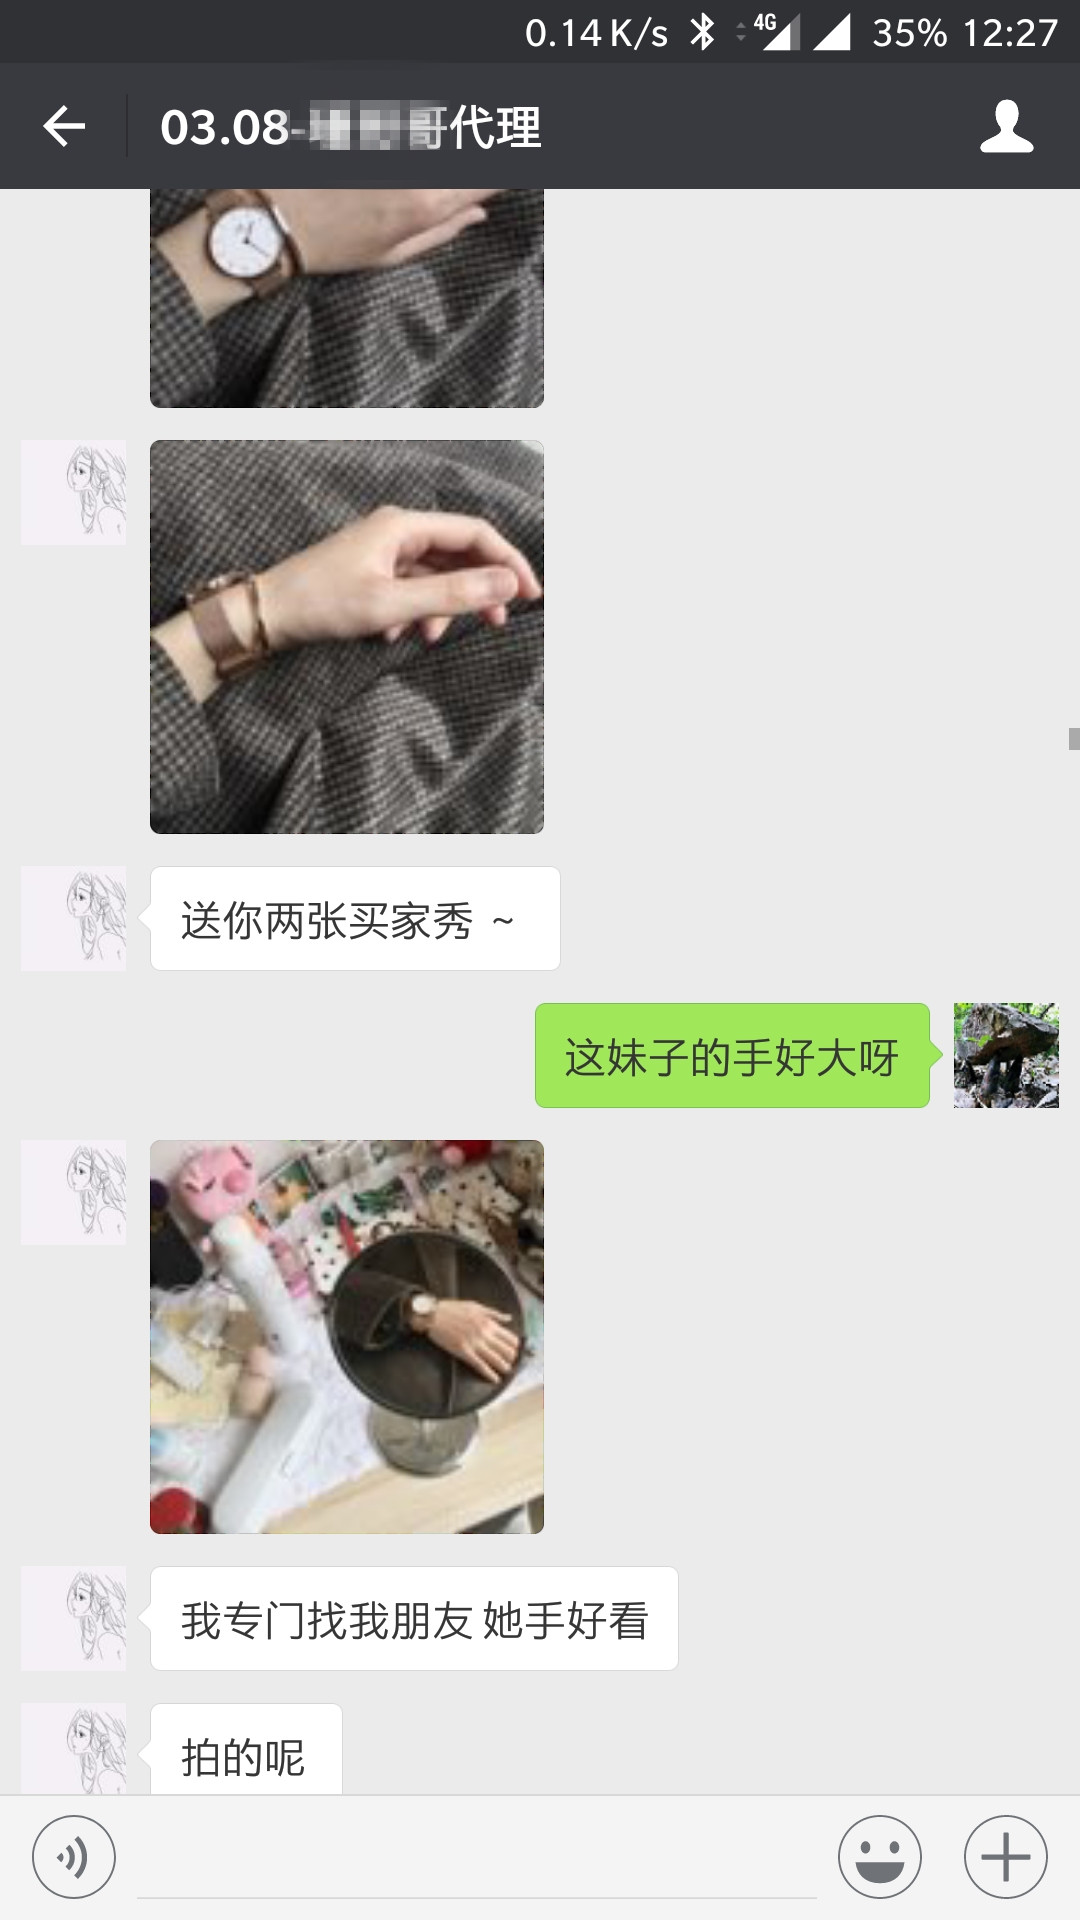 0.14 K/s 4G 35% 12:27
03.08- 哥代理
送你两张买家秀 ~
这妹子的手好大呀
我专门找我朋友 她手好看
拍的呢